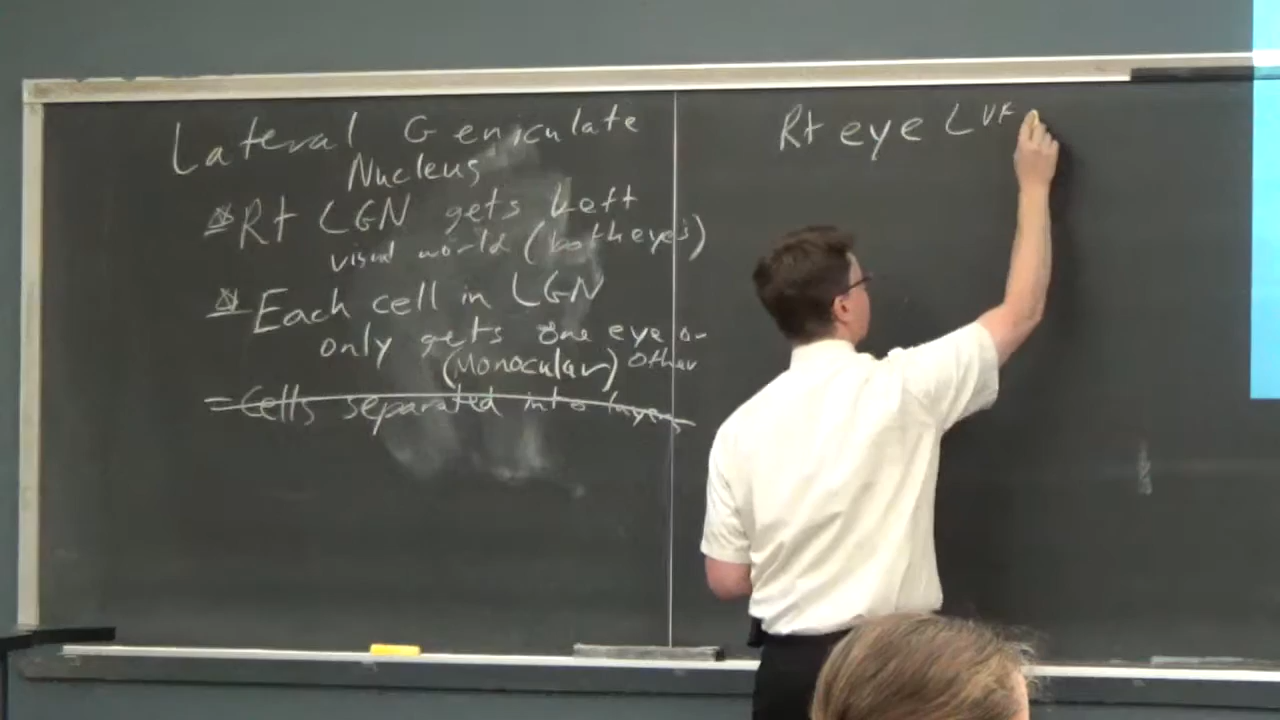 Lateral Geniculate
Nucleus
Rt LGN gets Left
visual world (both eyes)
Each cell in LGN
only gets one eye or
(Monocular) other
= Cells separated into layers
Rt eye LVF